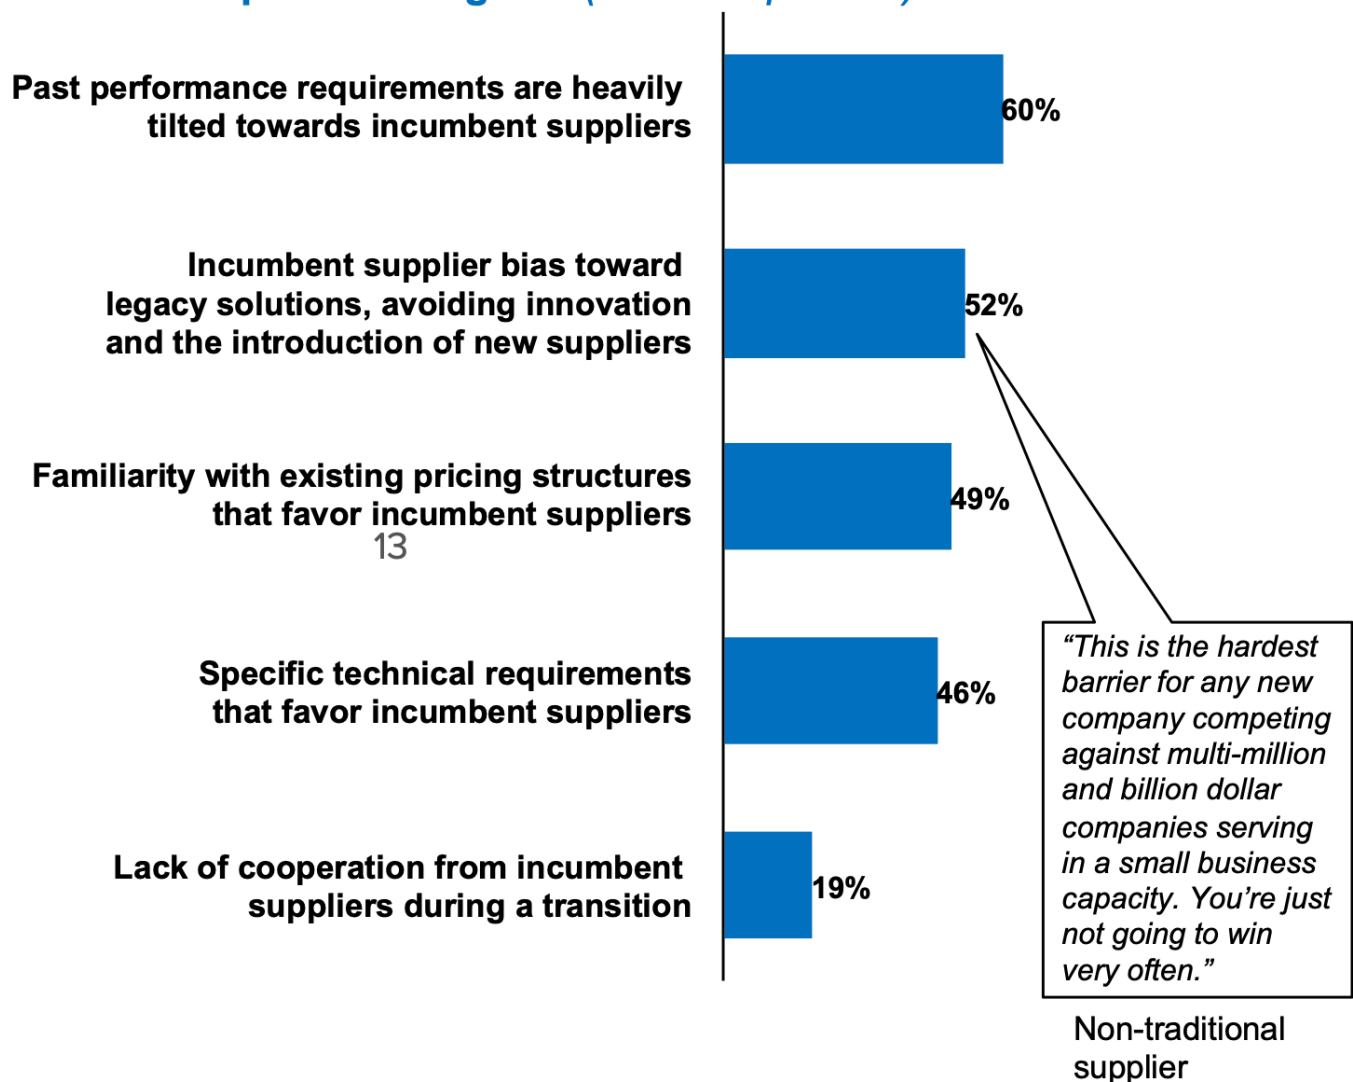 Past performance requirements are heavily
tilted towards incumbent suppliers
60%
Incumbent supplier bias toward
legacy solutions, avoiding innovation
and the introduction of new suppliers
52%
Familiarity with existing pricing structures
that favor incumbent suppliers
49%
13
Specific technical requirements
that favor incumbent suppliers
46%
Lack of cooperation from incumbent
suppliers during a transition
19%
“This is the hardest
barrier for any new
company competing
against multi-million
and billion dollar
companies serving
in a small business
capacity. You’re just
not going to win
very often.”
Non-traditional
supplier